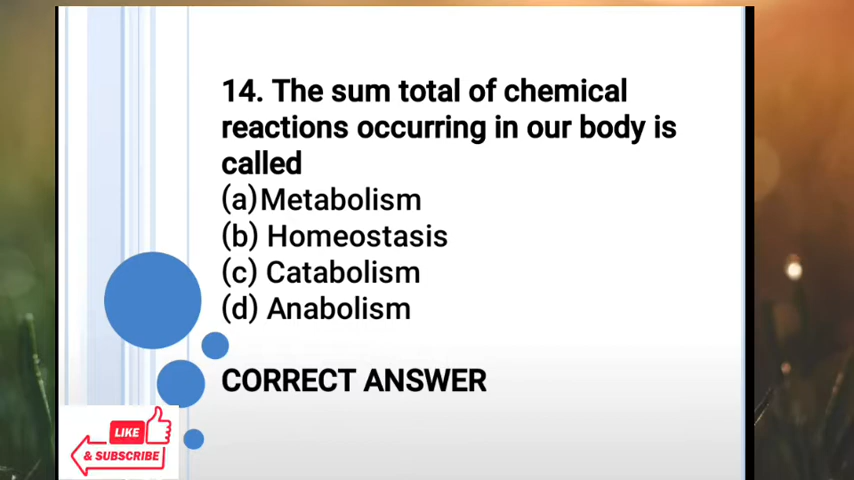 14. The sum total of chemical
reactions occurring in our body is
called
(a)Metabolism
(b) Homeostasis
(c) Catabolism
(d) Anabolism
CORRECT ANSWER
LIKE
& SUBSCRIBE